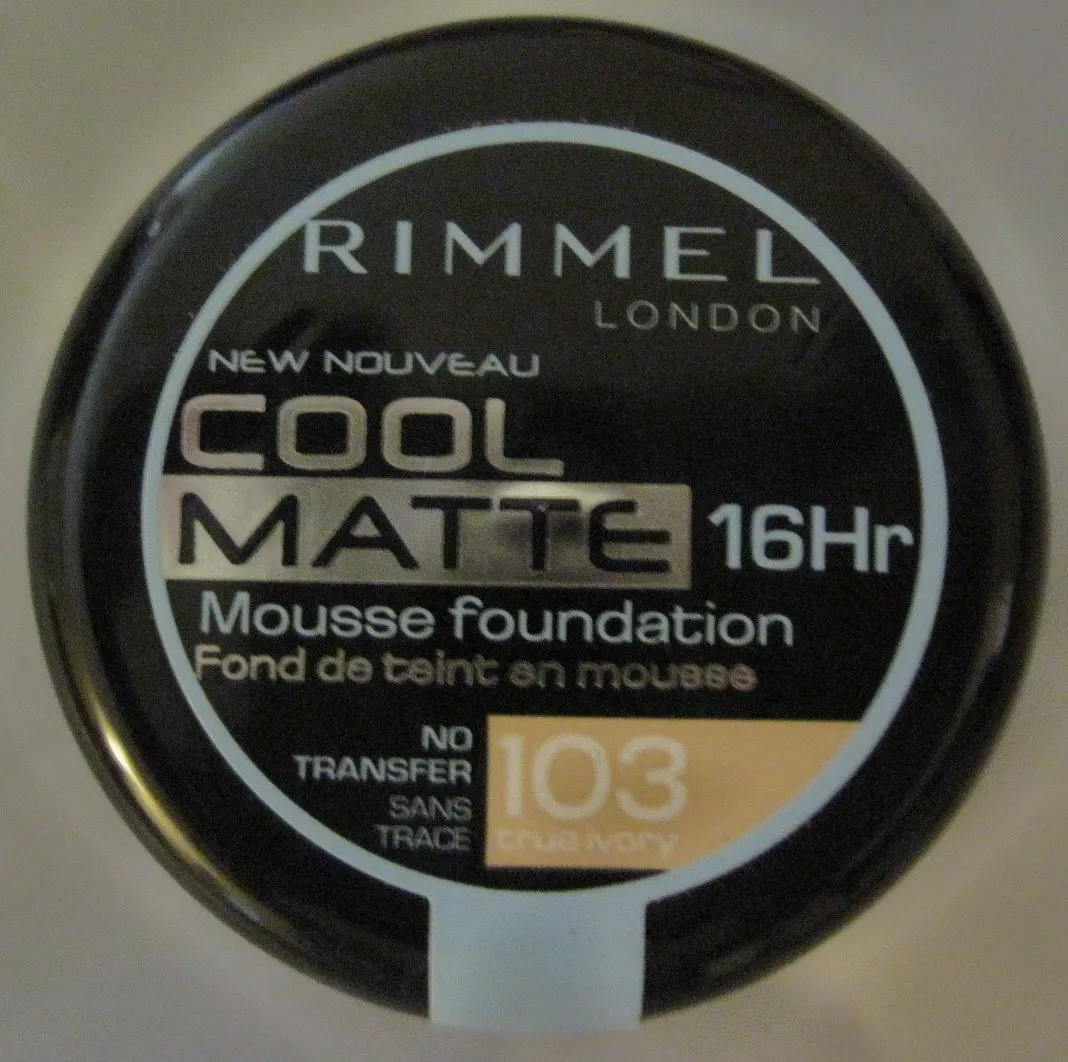 RIMMEL
LONDON
NEW NOUVEAU
COOL
MATTE 16Hr
Mousse foundation
Fond de teint en mousse
NO
TRANSFER
SANS
TRACE
103
true ivory